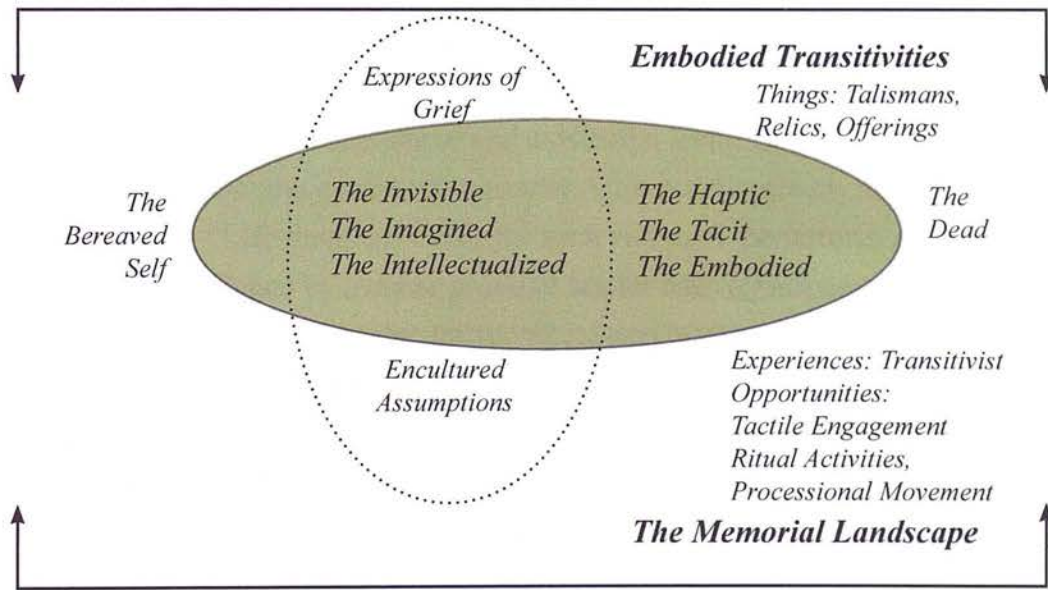 Embodied Transitivities
Things: Talismans,
Relics, Offerings
Expressions of
Grief
The
Bereaved
Self
The Invisible
The Imagined
The Intellectualized
The Haptic
The Tacit
The Embodied
The
Dead
Encultured
Assumptions
Experiences: Transitivist
Opportunities:
Tactile Engagement
Ritual Activities,
Processional Movement
The Memorial Landscape